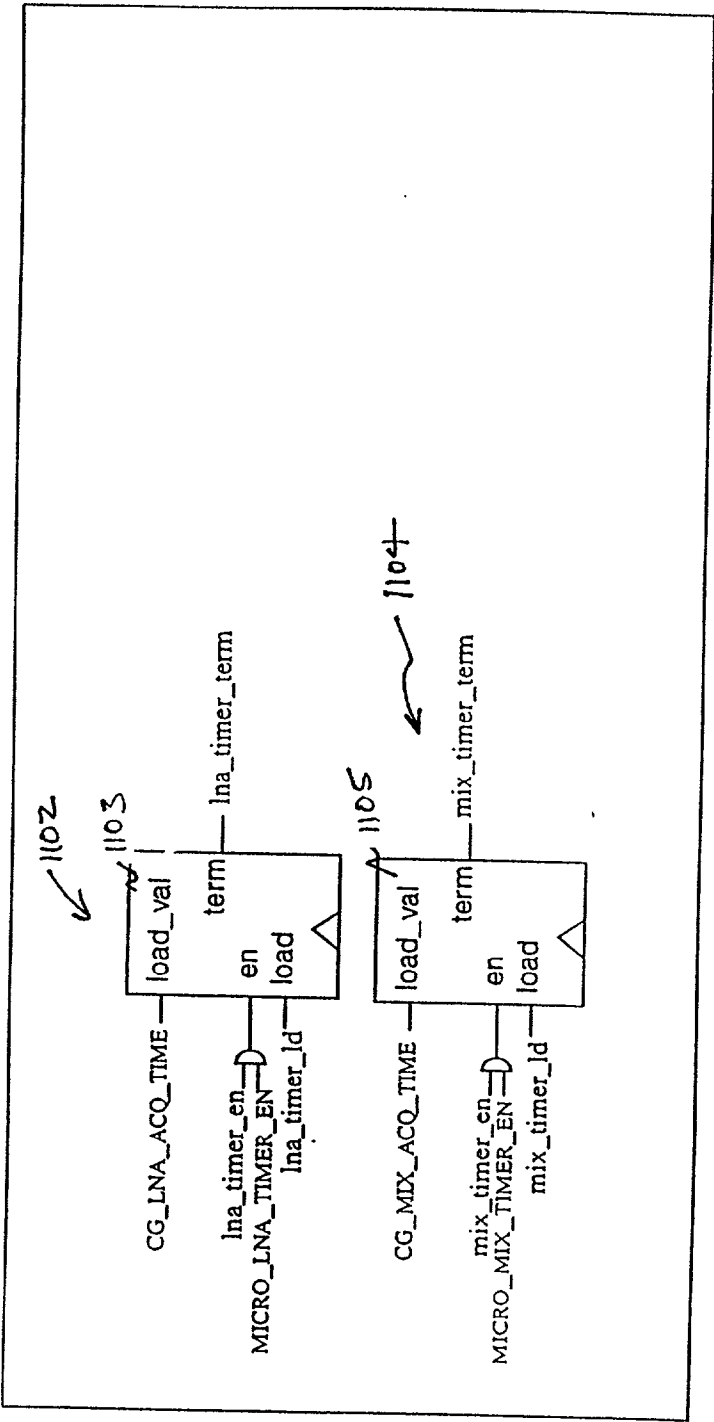 1102
1103
CG_LNA_ACQ_TIME
load_val
term
lna_timer_term
lna_timer_en
en
MICRO_LNA_TIMER_EN
load
lna_timer_ld
1104
1105
CG_MIX_ACQ_TIME
load_val
term
mix_timer_term
mix_timer_en
en
MICRO_MIX_TIMER_EN
load
mix_timer_ld